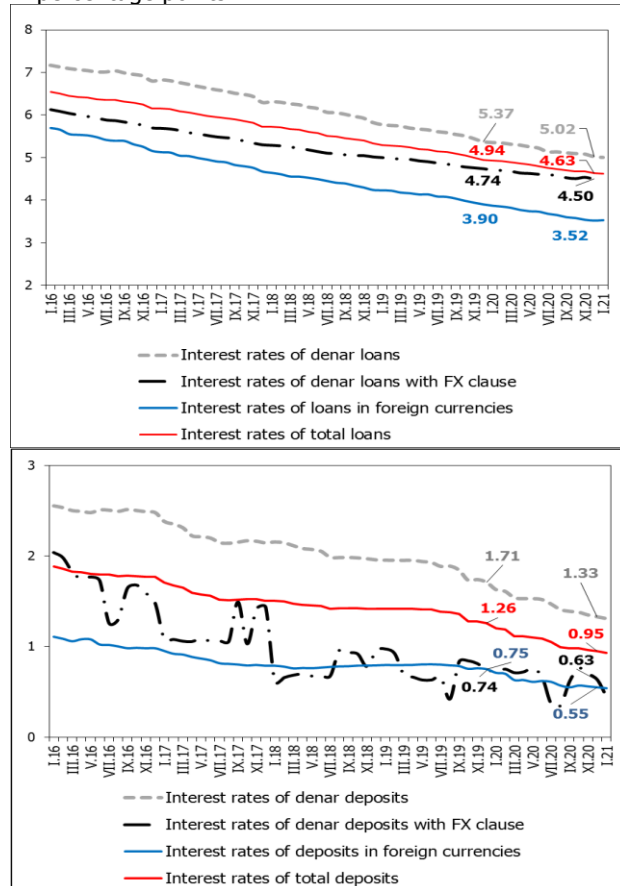 percentage points
8
7
6
5
4
3
2
5.37
5.02
4.94
4.63
4.74
4.50
3.90
3.52
I.16
III.16
V.16
VII.16
IX.16
XI.16
I.17
III.17
V.17
VII.17
IX.17
XI.17
I.18
III.18
V.18
VII.18
IX.18
XI.18
I.19
III.19
V.19
VII.19
IX.19
XI.19
I.20
III.20
V.20
VII.20
IX.20
XI.20
I.21
Interest rates of denar loans
Interest rates of denar loans with FX clause
Interest rates of loans in foreign currencies
Interest rates of total loans
3
2
1
0
1.71
1.33
1.26
0.95
0.75
0.63
0.74
0.55
I.16
III.16
V.16
VII.16
IX.16
XI.16
I.17
III.17
V.17
VII.17
IX.17
XI.17
I.18
III.18
V.18
VII.18
IX.18
XI.18
I.19
III.19
V.19
VII.19
IX.19
XI.19
I.20
III.20
V.20
VII.20
IX.20
XI.20
I.21
Interest rates of denar deposits
Interest rates of denar deposits with FX clause
Interest rates of deposits in foreign currencies
Interest rates of total deposits